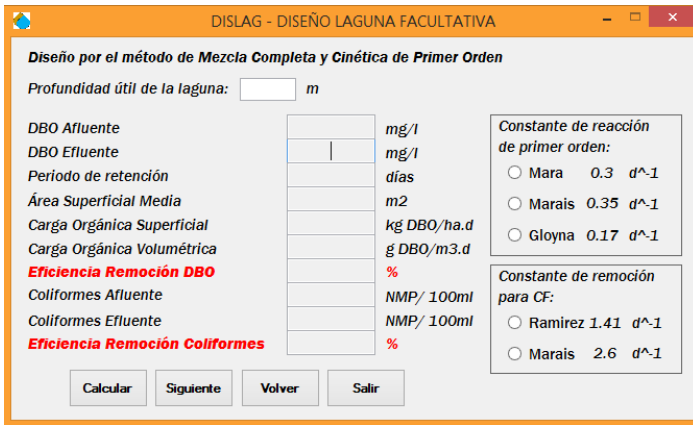 DISLAG - DISEÑO LAGUNA FACULTATIVA
Diseño por el método de Mezcla Completa y Cinética de Primer Orden
Profundidad útil de la laguna: m
DBO Afluente mg/l
DBO Efluente mg/l
Periodo de retención días
Área Superficial Media m2
Carga Orgánica Superficial kg DBO/ha.d
Carga Orgánica Volumétrica g DBO/m3.d
Eficiencia Remoción DBO %
Coliformes Afluente NMP/ 100ml
Coliformes Efluente NMP/ 100ml
Eficiencia Remoción Coliformes %
Constante de reacción
de primer orden:
Mara 0.3 d^-1
Marais 0.35 d^-1
Gloyna 0.17 d^-1
Constante de remoción
para CF:
Ramirez 1.41 d^-1
Marais 2.6 d^-1
Calcular Siguiente Volver Salir